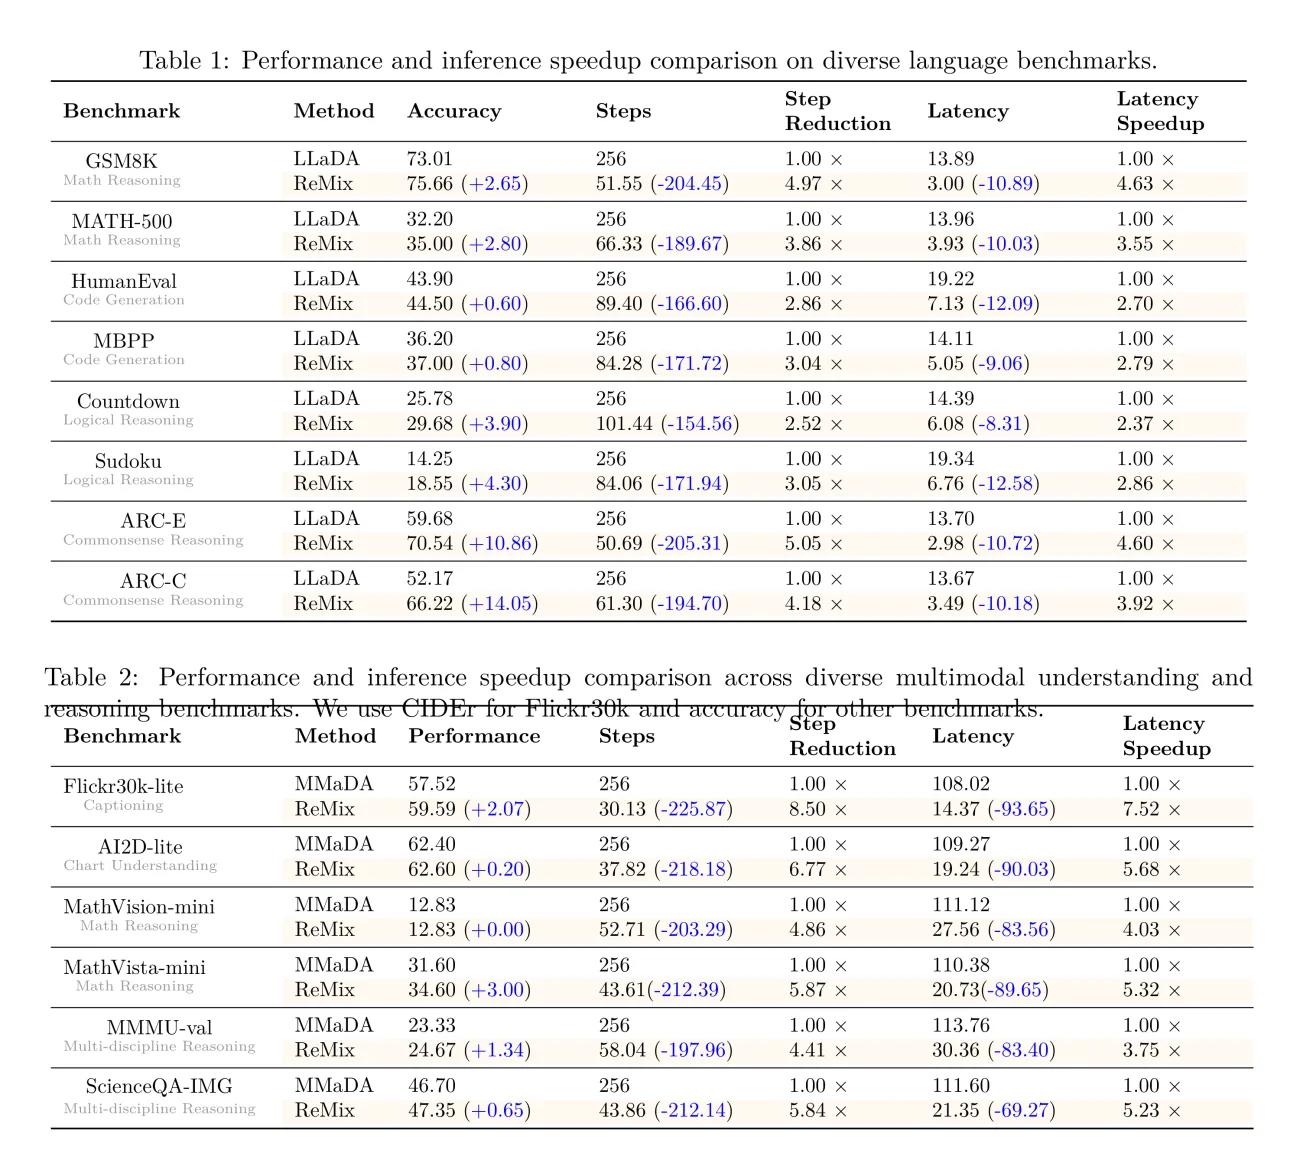 Table 1: Performance and inference speedup comparison on diverse language benchmarks.
Benchmark Method Accuracy Steps Step Reduction Latency Latency Speedup
GSM8K LLaDA 73.01 256 1.00 × 13.89 1.00 ×
Math Reasoning ReMix 75.66 (+2.65) 51.55 (-204.45) 4.97 × 3.00 (-10.89) 4.63 ×
MATH-500 LLaDA 32.20 256 1.00 × 13.96 1.00 ×
Math Reasoning ReMix 35.00 (+2.80) 66.33 (-189.67) 3.86 × 3.93 (-10.03) 3.55 ×
HumanEval LLaDA 43.90 256 1.00 × 19.22 1.00 ×
Code Generation ReMix 44.50 (+0.60) 89.40 (-166.60) 2.86 × 7.13 (-12.09) 2.70 ×
MBPP LLaDA 36.20 256 1.00 × 14.11 1.00 ×
Code Generation ReMix 37.00 (+0.80) 84.28 (-171.72) 3.04 × 5.05 (-9.06) 2.79 ×
Countdown LLaDA 25.78 256 1.00 × 14.39 1.00 ×
Logical Reasoning ReMix 29.68 (+3.90) 101.44 (-154.56) 2.52 × 6.08 (-8.31) 2.37 ×
Sudoku LLaDA 14.25 256 1.00 × 19.34 1.00 ×
Logical Reasoning ReMix 18.55 (+4.30) 84.06 (-171.94) 3.05 × 6.76 (-12.58) 2.86 ×
ARC-E LLaDA 59.68 256 1.00 × 13.70 1.00 ×
Commonsense Reasoning ReMix 70.54 (+10.86) 50.69 (-205.31) 5.05 × 2.98 (-10.72) 4.60 ×
ARC-C LLaDA 52.17 256 1.00 × 13.67 1.00 ×
Commonsense Reasoning ReMix 66.22 (+14.05) 61.30 (-194.70) 4.18 × 3.49 (-10.18) 3.92 ×
Table 2: Performance and inference speedup comparison across diverse multimodal understanding and
reasoning benchmarks. We use CIDEr for Flickr30k and accuracy for other benchmarks.
Benchmark Method Performance Steps Step Reduction Latency Latency Speedup
Flickr30k-lite MMaDA 57.52 256 1.00 × 108.02 1.00 ×
Captioning ReMix 59.59 (+2.07) 30.13 (-225.87) 8.50 × 14.37 (-93.65) 7.52 ×
AI2D-lite MMaDA 62.40 256 1.00 × 109.27 1.00 ×
Chart Understanding ReMix 62.60 (+0.20) 37.82 (-218.18) 6.77 × 19.24 (-90.03) 5.68 ×
MathVision-mini MMaDA 12.83 256 1.00 × 111.12 1.00 ×
Math Reasoning ReMix 12.83 (+0.00) 52.71 (-203.29) 4.86 × 27.56 (-83.56) 4.03 ×
MathVista-mini MMaDA 31.60 256 1.00 × 110.38 1.00 ×
Math Reasoning ReMix 34.60 (+3.00) 43.61(-212.39) 5.87 × 20.73(-89.65) 5.32 ×
MMMU-val MMaDA 23.33 256 1.00 × 113.76 1.00 ×
Multi-discipline Reasoning ReMix 24.67 (+1.34) 58.04 (-197.96) 4.41 × 30.36 (-83.40) 3.75 ×
ScienceQA-IMG MMaDA 46.70 256 1.00 × 111.60 1.00 ×
Multi-discipline Reasoning ReMix 47.35 (+0.65) 43.86 (-212.14) 5.84 × 21.35 (-69.27) 5.23 ×